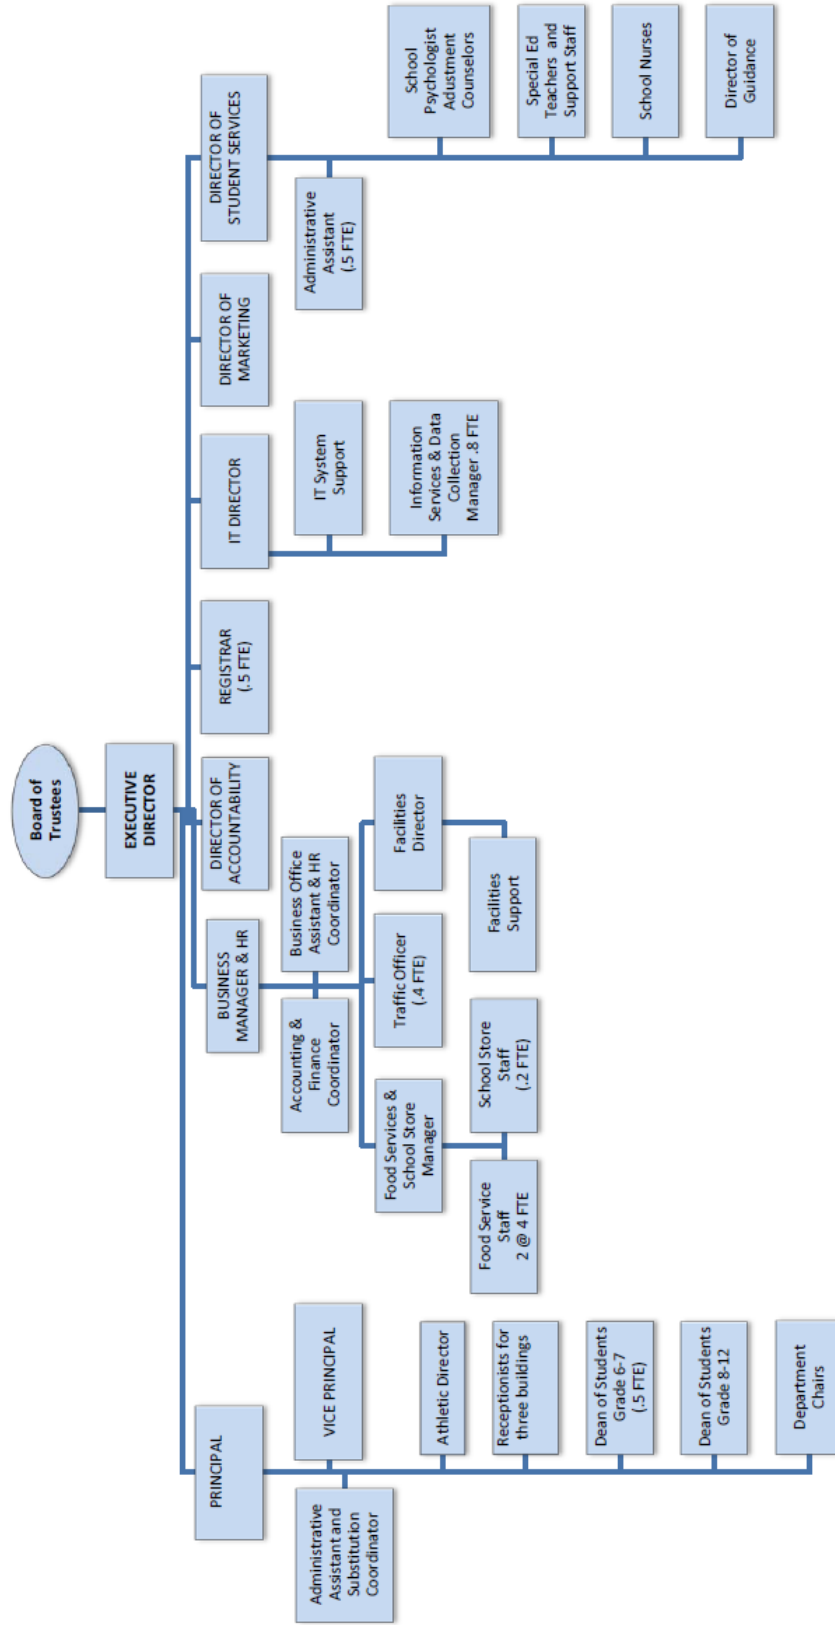 Board of
Trustees
EXECUTIVE
DIRECTOR
PRINCIPAL
BUSINESS
MANAGER & HR
DIRECTOR OF
ACCOUNTABILITY
REGISTRAR
(.5 FTE)
IT DIRECTOR
DIRECTOR OF
MARKETING
DIRECTOR OF
STUDENT SERVICES
Administrative
Assistant and
Substitution
Coordinator
VICE PRINCIPAL
Athletic Director
Receptionists for
three buildings
Dean of Students
Grade 6-7
(.5 FTE)
Dean of Students
Grade 8-12
Department
Chairs
Accounting &
Finance
Coordinator
Business Office
Assistant & HR
Coordinator
Food Services &
School Store
Manager
Traffic Officer
(.4 FTE)
Facilities
Director
Food Service
Staff
2 @ 4 FTE
School Store
Staff
(.2 FTE)
Facilities
Support
IT System
Support
Information
Services & Data
Collection
Manager .8 FTE
Administrative
Assistant
(.5 FTE)
School
Psychologist
Adustment
Counselors
Special Ed
Teachers and
Support Staff
School Nurses
Director of
Guidance